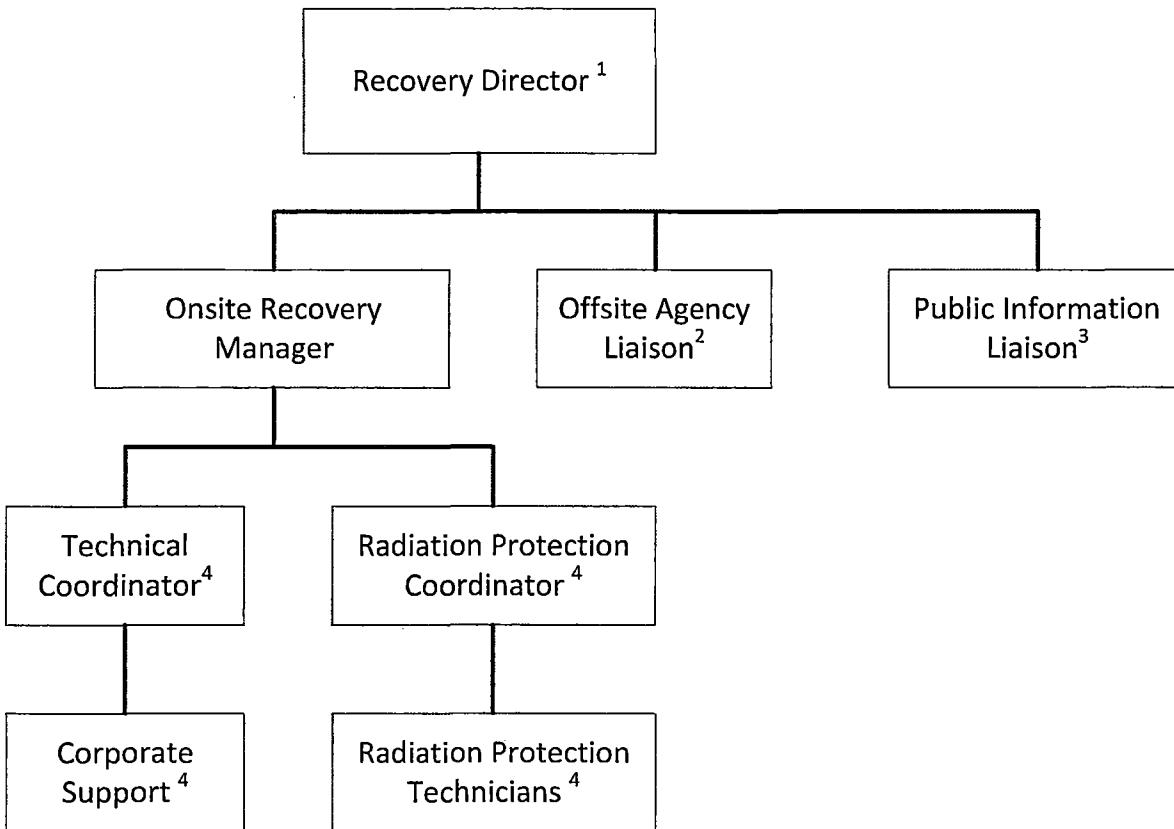 Recovery Director 1
Onsite Recovery
Manager
Offsite Agency
Liaison2
Public Information
Liaison3
Technical
Coordinator4
Radiation Protection
Coordinator 4
Corporate
Support 4
Radiation Protection
Technicians 4